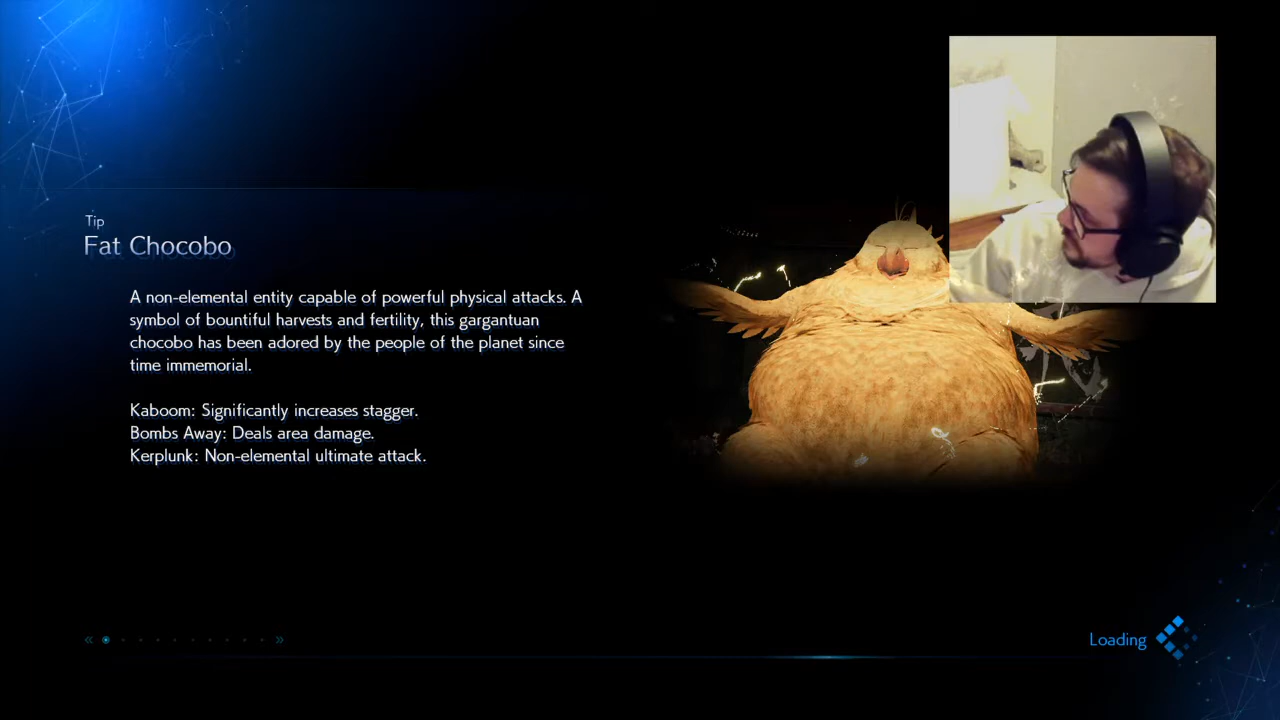 Tip
Fat Chocobo
A non-elemental entity capable of powerful physical attacks. A
symbol of bountiful harvests and fertility, this gargantuan
chocobo has been adored by the people of the planet since
time immemorial.
Kaboom: Significantly increases stagger.
Bombs Away: Deals area damage.
Kerplunk: Non-elemental ultimate attack.
Loading